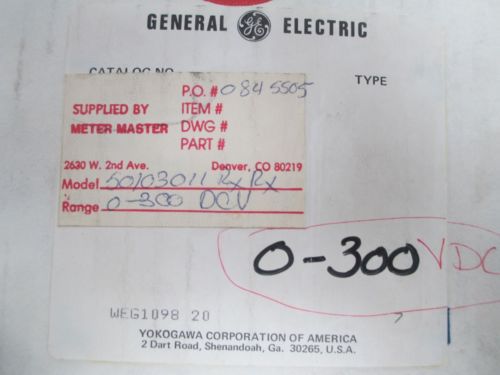 GENERAL GE ELECTRIC
CATALOG NO.
TYPE
P.O. # 0845505
SUPPLIED BY ITEM #
METER MASTER DWG #
PART #
2630 W. 2nd Ave. Denver, CO 80219
Model 50103011 RxRx
Range 0-300 DCV
0-300 VDC
WEG1098 20
YOKOGAWA CORPORATION OF AMERICA
2 Dart Road, Shenandoah, Ga. 30265, U.S.A.